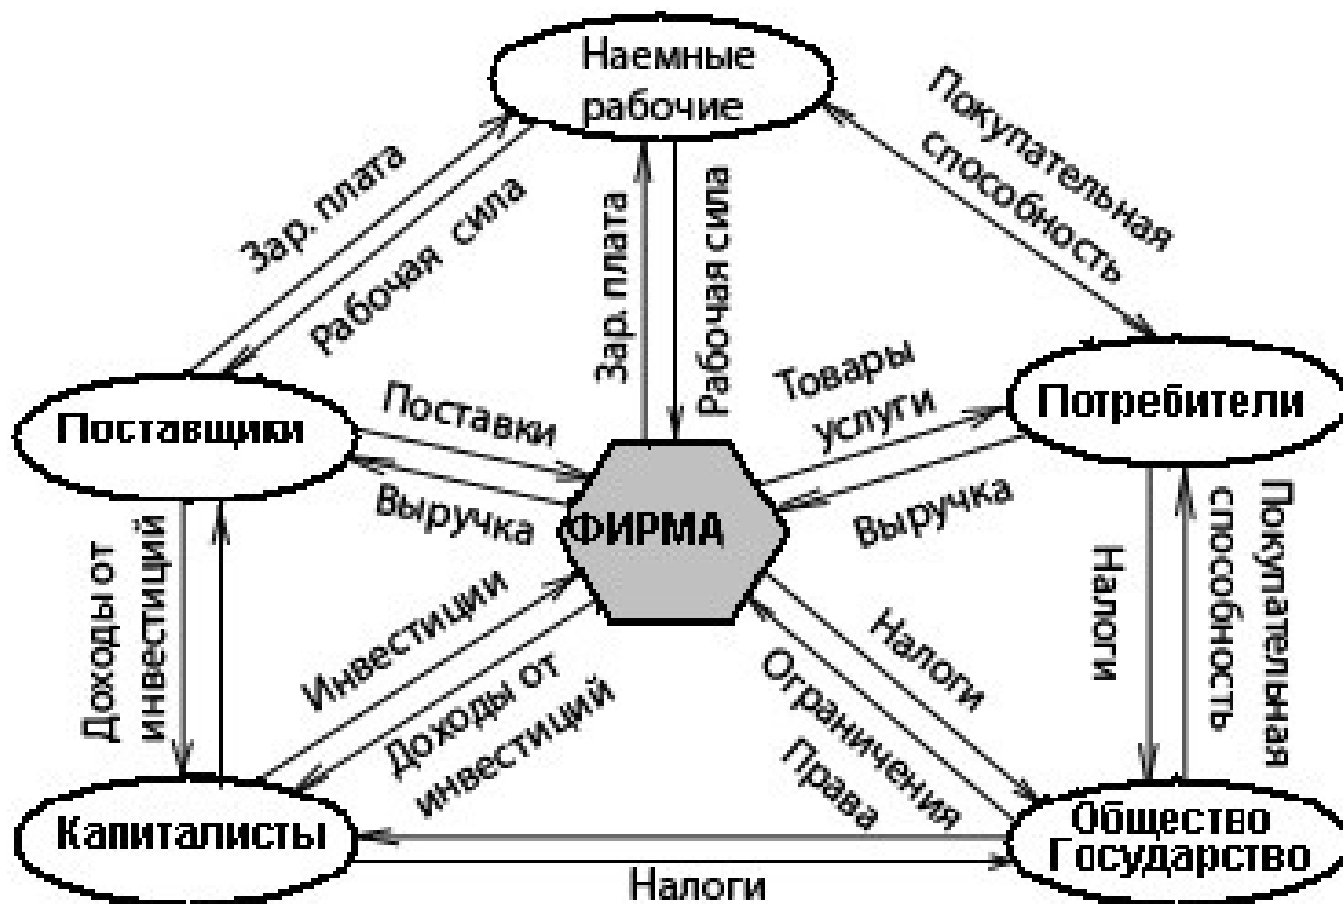 Наемные
рабочие
Покупательная
способность
Зар. плата
Рабочая сила
Зар. плата
Рабочая сила
Поставщики
Поставки
Выручка
Товары
услуги
Выручка
Потребители
ФИРМА
Доходы от
инвестиций
Инвестиции
Доходы от
инвестиций
Налоги
Ограничения
Права
Налоги
Покупательная
способность
Капиталисты
Общество
Государство
Налоги